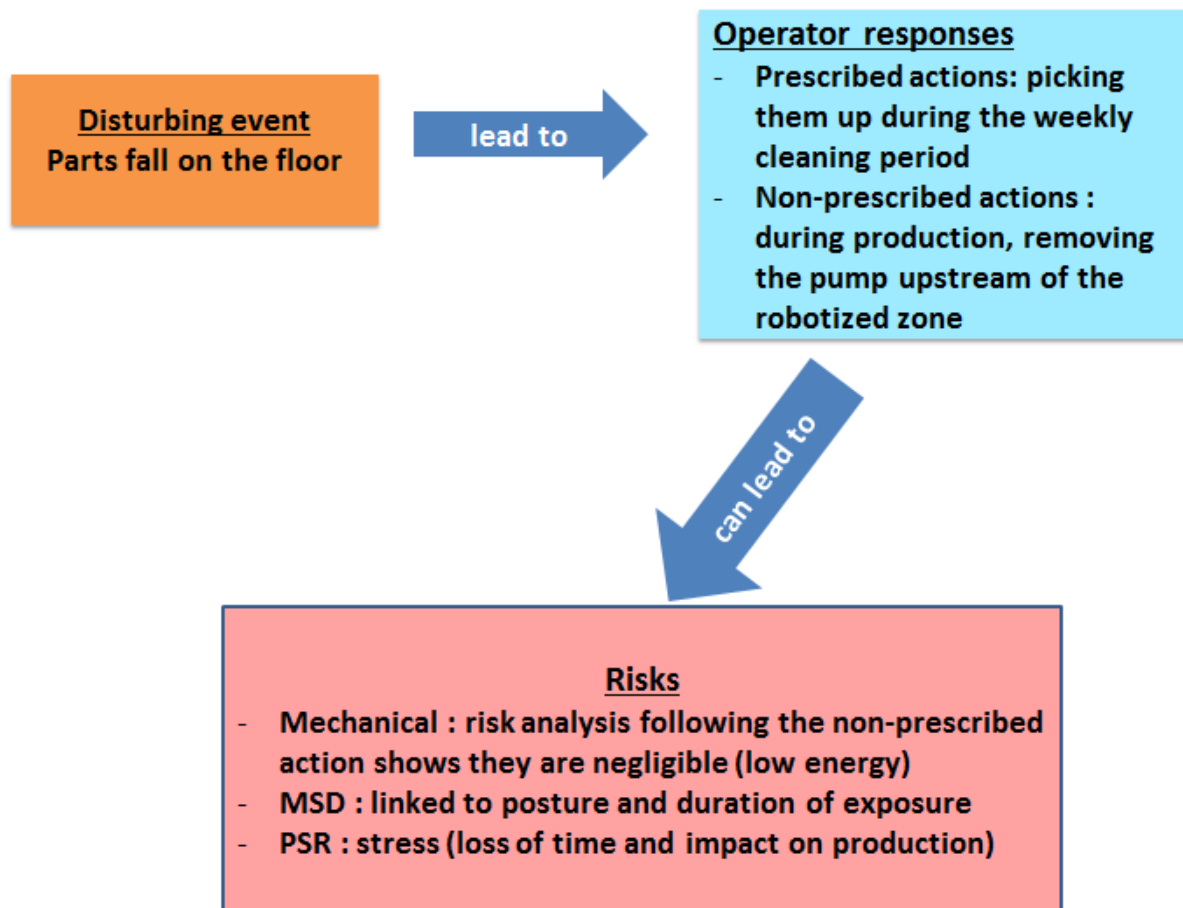 Disturbing event
Parts fall on the floor
lead to
Operator responses
- Prescribed actions: picking
them up during the weekly
cleaning period
- Non-prescribed actions :
during production, removing
the pump upstream of the
robotized zone
can lead to
Risks
- Mechanical : risk analysis following the non-prescribed
action shows they are negligible (low energy)
- MSD : linked to posture and duration of exposure
- PSR : stress (loss of time and impact on production)